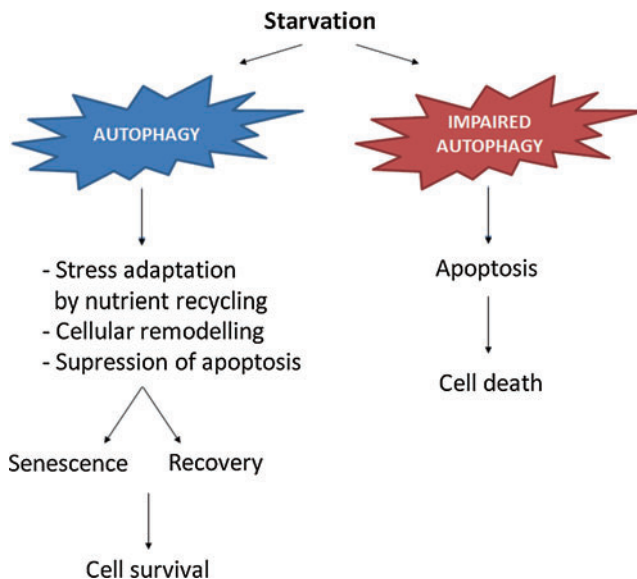 Starvation
AUTOPHAGY
IMPAIRED
AUTOPHAGY
- Stress adaptation
by nutrient recycling
- Cellular remodelling
- Supression of apoptosis
Apoptosis
Cell death
Senescence
Recovery
Cell survival